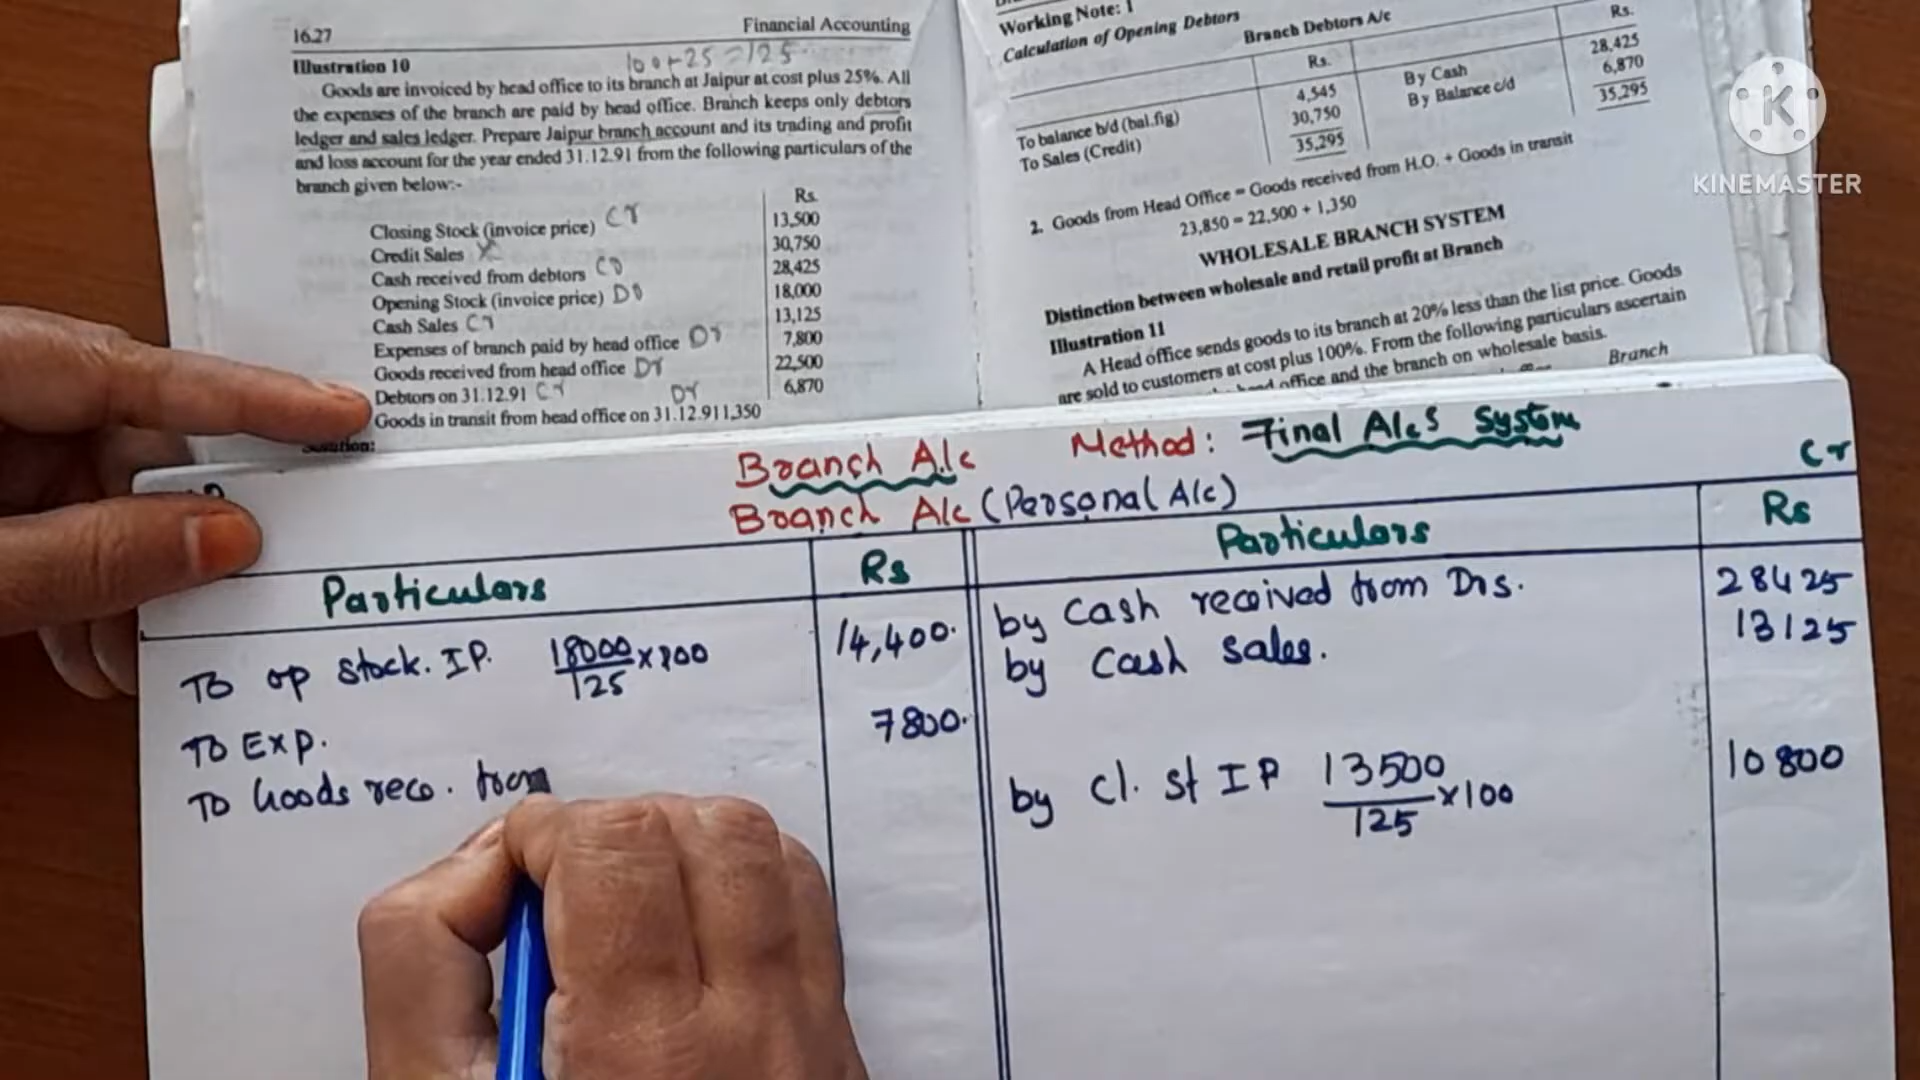 16.27
Financial Accounting
100+25=125
Illustration 10
Goods are invoiced by head office to its branch at Jaipur at cost plus 25%. All
the expenses of the branch are paid by head office. Branch keeps only debtors
ledger and sales ledger. Prepare Jaipur branch account and its trading and profit
and loss account for the year ended 31.12.91 from the following particulars of the
branch given below:-
Rs.
Closing Stock (invoice price) Cr 13,500
Credit Sales X 30,750
Cash received from debtors Cr 28,425
Opening Stock (invoice price) Dr 18,000
Cash Sales Cr 13,125
Expenses of branch paid by head office Dr 7,800
Goods received from head office Dr 22,500
Debtors on 31.12.91 Cr 6,870
Dr
Goods in transit from head office on 31.12.911,350
Working Note: 1
Calculation of Opening Debtors
Branch Debtors A/c
Rs. Rs.
To balance b/d (bal.fig) 4,545 By Cash 28,425
To Sales (Credit) 30,750 By Balance c/d 6,870
35,295 35,295
2. Goods from Head Office = Goods received from H.O. + Goods in transit
23,850 = 22,500 + 1,350
WHOLESALE BRANCH SYSTEM
Distinction between wholesale and retail profit at Branch
Illustration 11
A Head office sends goods to its branch at 20% less than the list price. Goods
are sold to customers at cost plus 100%. From the following particulars ascertain
head office and the branch on wholesale basis.
Branch
K
KINEMASTER
Branch A/c Method: Final A/cs System
Branch A/c (Personal A/c) Cr
Particulars Rs Particulars Rs
To op stock. IP. 18000/125 x 100 14,400. by Cash received from Drs. 28425
by Cash sales. 13125
To Exp. 7800.
To Goods rece. from by Cl. st IP 13500/125 x100 10800